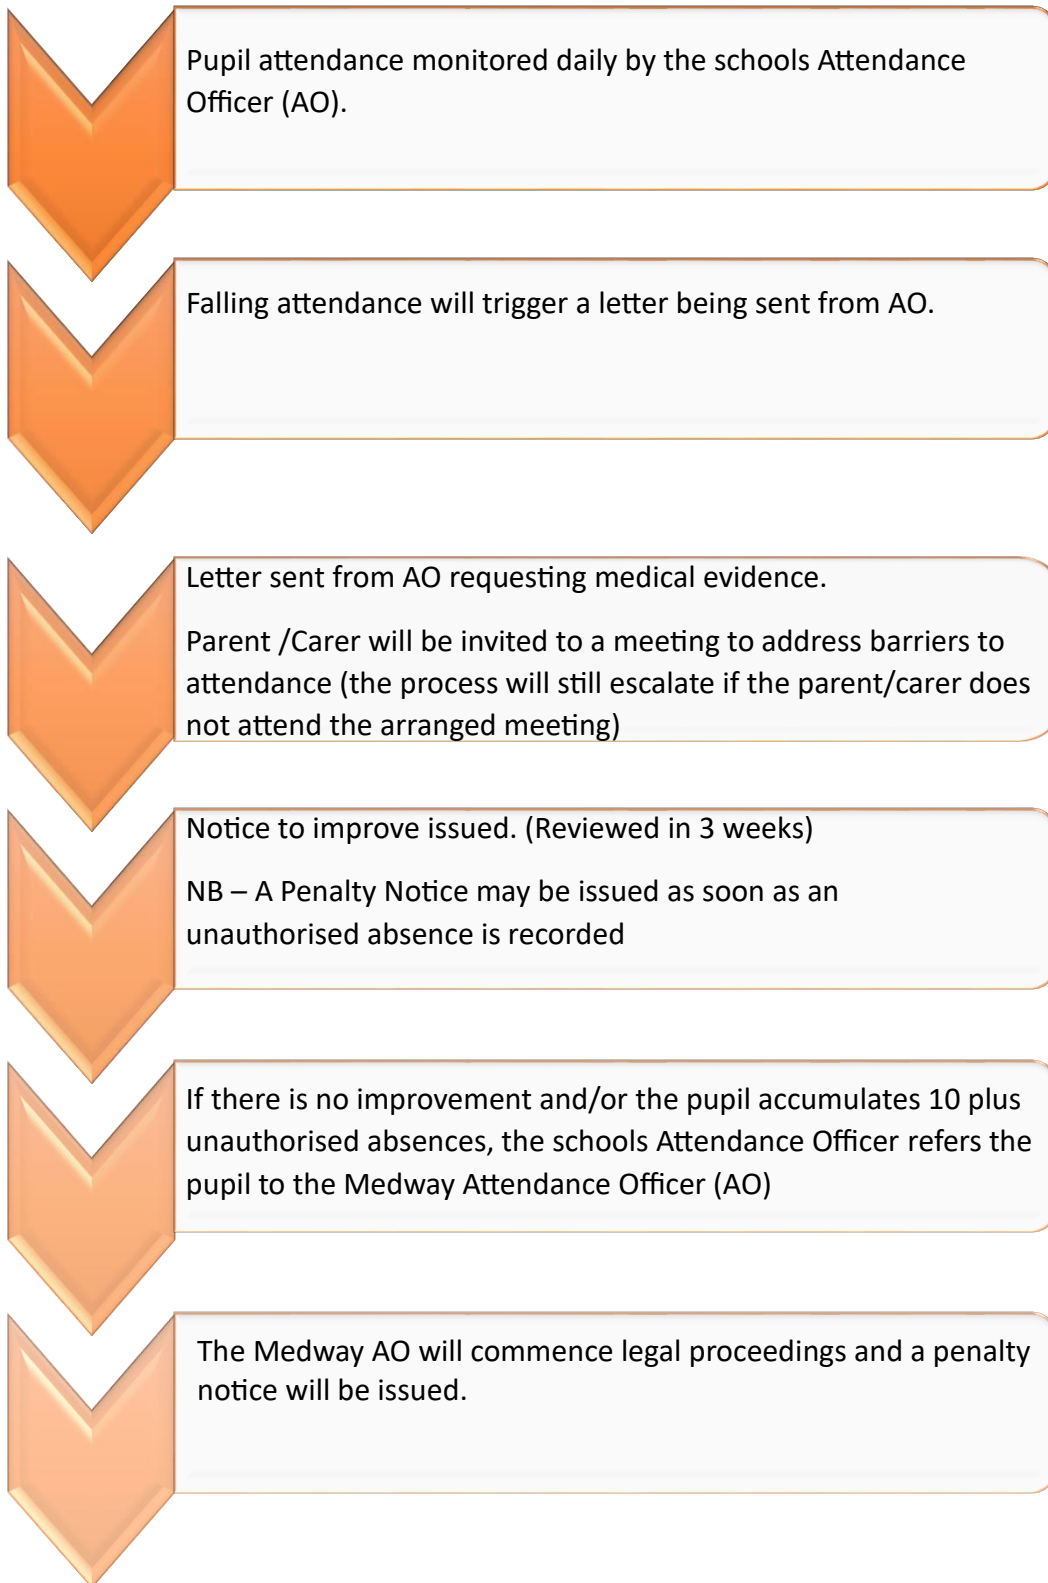 Pupil attendance monitored daily by the schools Attendance
Officer (AO).
Falling attendance will trigger a letter being sent from AO.
Letter sent from AO requesting medical evidence.
Parent /Carer will be invited to a meeting to address barriers to
attendance (the process will still escalate if the parent/carer does
not attend the arranged meeting)
Notice to improve issued. (Reviewed in 3 weeks)
NB – A Penalty Notice may be issued as soon as an
unauthorised absence is recorded
If there is no improvement and/or the pupil accumulates 10 plus
unauthorised absences, the schools Attendance Officer refers the
pupil to the Medway Attendance Officer (AO)
The Medway AO will commence legal proceedings and a penalty
notice will be issued.